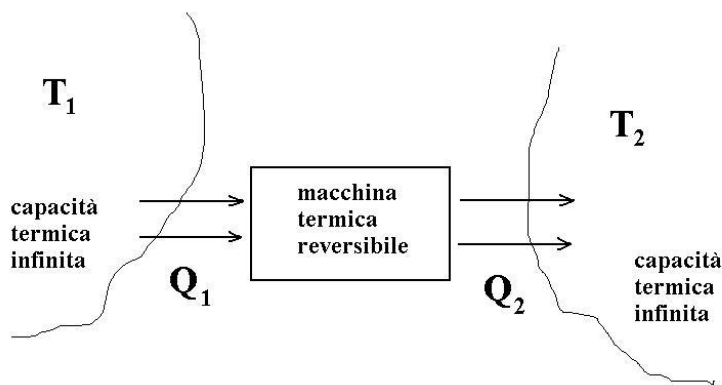 T₁
capacità
termica
infinita
Q₁
macchina
termica
reversibile
Q₂
T₂
capacità
termica
infinita